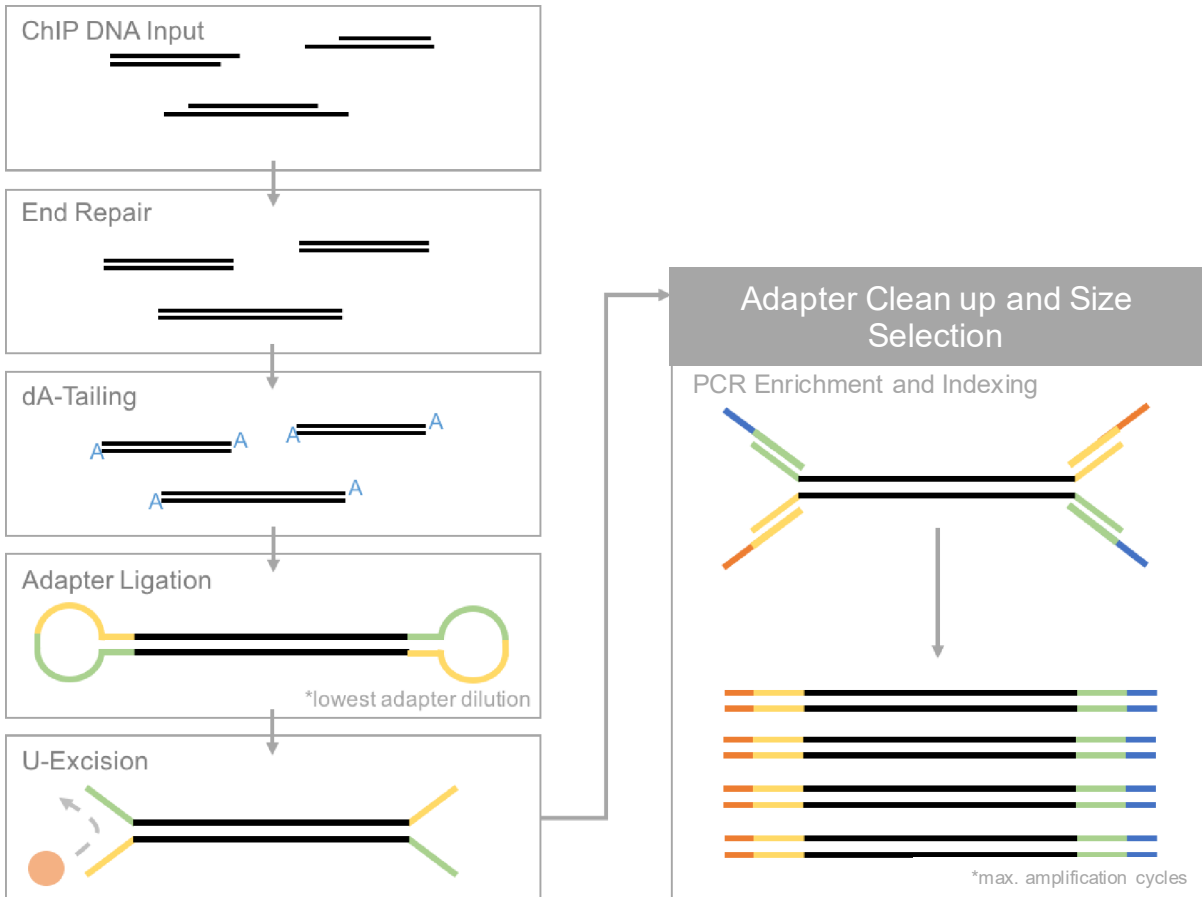 ChIP DNA Input
End Repair
dA-Tailing
A
A
A
A
A
A
Adapter Ligation
*lowest adapter dilution
U-Excision
Adapter Clean up and Size
Selection
PCR Enrichment and Indexing
*max. amplification cycles